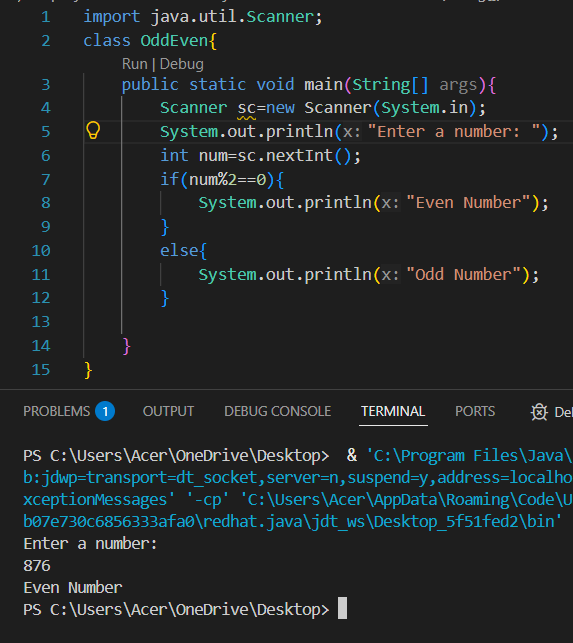 1 import java.util.Scanner;
2 class OddEven{
Run | Debug
3 public static void main(String[] args){
4 Scanner sc=new Scanner(System.in);
5 System.out.println(x: "Enter a number: ");
6 int num=sc.nextInt();
7 if(num%2==0){
8 System.out.println(x: "Even Number");
9 }
10 else{
11 System.out.println(x: "Odd Number");
12 }
13
14 }
15 }
PROBLEMS 1 OUTPUT DEBUG CONSOLE TERMINAL PORTS De
PS C:\Users\Acer\OneDrive\Desktop> & 'C:\Program Files\Java\
b:jdwp=transport=dt_socket,server=n,suspend=y,address=localho
xceptionMessages' '-cp' 'C:\Users\Acer\AppData\Roaming\Code\U
b07e730c6856333afa0\redhat.java\jdt_ws\Desktop_5f51fed2\bin'
Enter a number:
876
Even Number
PS C:\Users\Acer\OneDrive\Desktop>